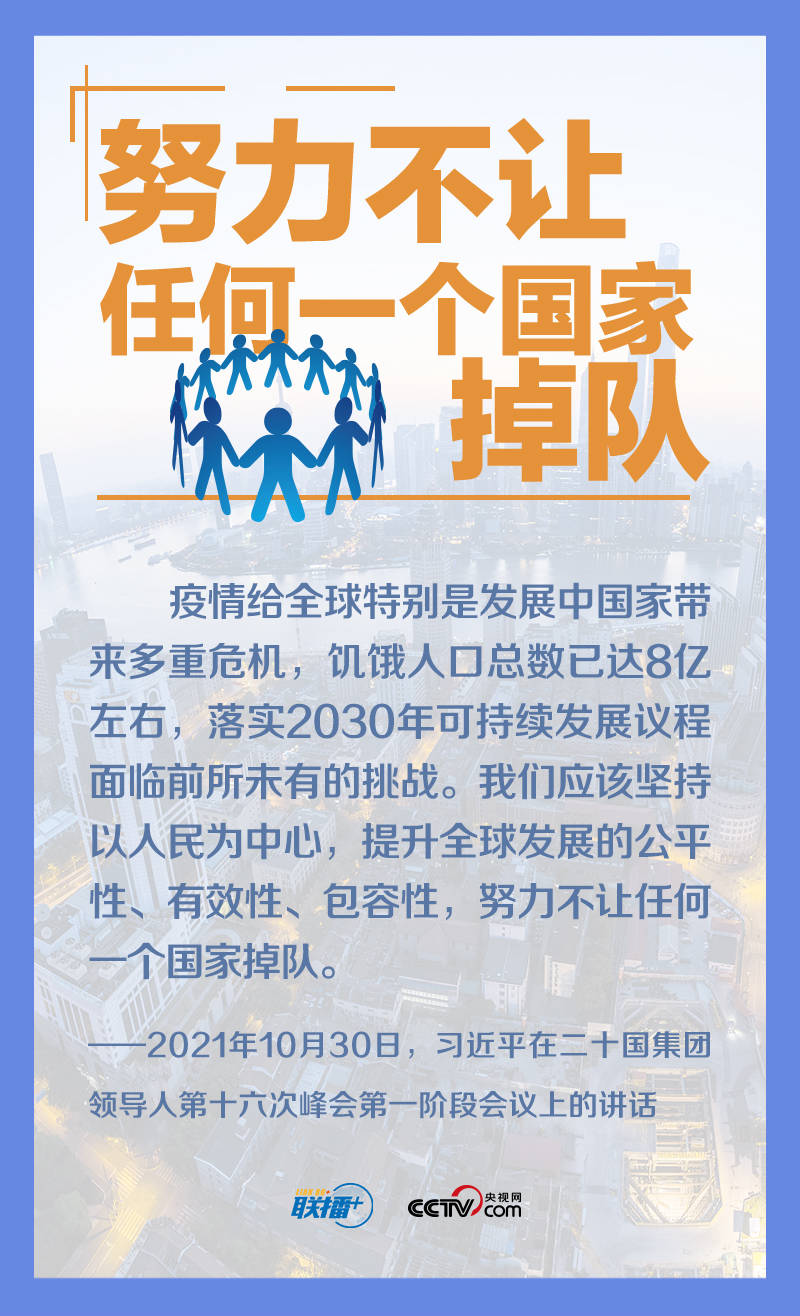 努力不让
任何一个国家
掉队
疫情给全球特别是发展中国家带
来多重危机，饥饿人口总数已达8亿
左右，落实2030年可持续发展议程
面临前所未有的挑战。我们应该坚持
以人民为中心，提升全球发展的公平
性、有效性、包容性，努力不让任何
一个国家掉队。
——2021年10月30日，习近平在二十国集团
领导人第十六次峰会第一阶段会议上的讲话
联播+
CCTV.com 央视网